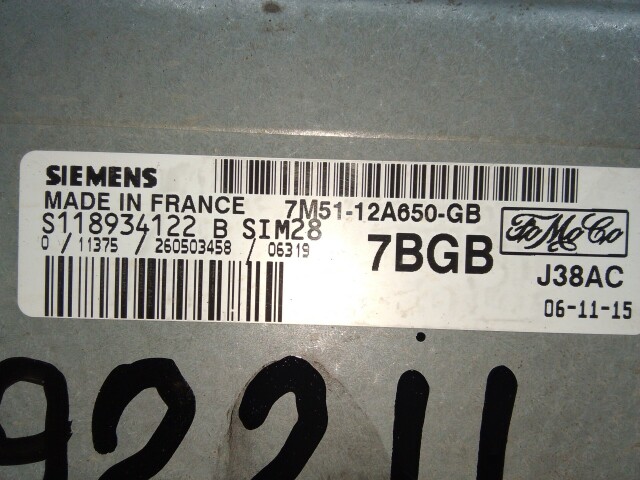 SIEMENS
MADE IN FRANCE 7M51-12A650-GB
S118934122 B SIM28
0 / 11375 / 260503458 / 06319
7BGB
FoMoCo
J38AC
06-11-15
92211